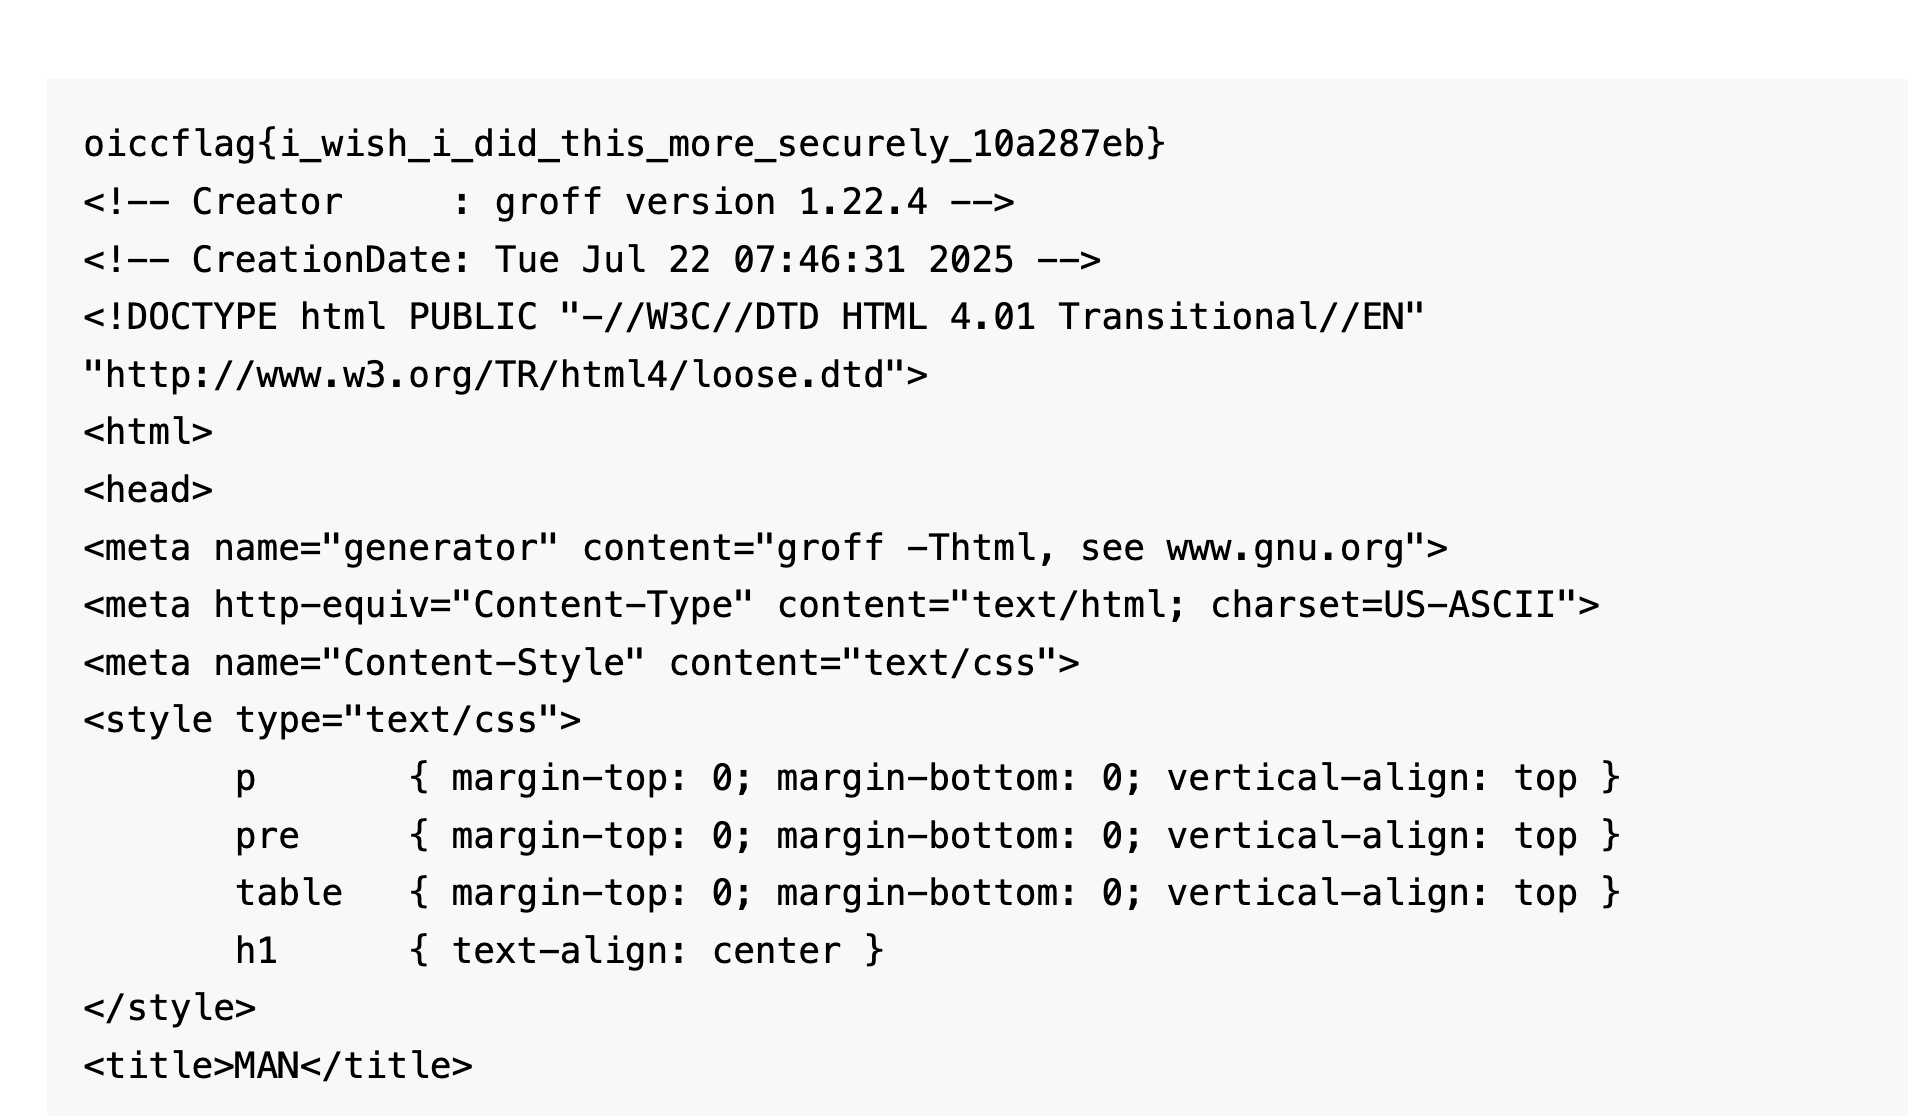 oiccflag{i_wish_i_did_this_more_securely_10a287eb}
<!-- Creator     : groff version 1.22.4 -->
<!-- CreationDate: Tue Jul 22 07:46:31 2025 -->
<!DOCTYPE html PUBLIC "-//W3C//DTD HTML 4.01 Transitional//EN"
"http://www.w3.org/TR/html4/loose.dtd">
<html>
<head>
<meta name="generator" content="groff -Thtml, see www.gnu.org">
<meta http-equiv="Content-Type" content="text/html; charset=US-ASCII">
<meta name="Content-Style" content="text/css">
<style type="text/css">
       p       { margin-top: 0; margin-bottom: 0; vertical-align: top }
       pre     { margin-top: 0; margin-bottom: 0; vertical-align: top }
       table   { margin-top: 0; margin-bottom: 0; vertical-align: top }
       h1      { text-align: center }
</style>
<title>MAN</title>